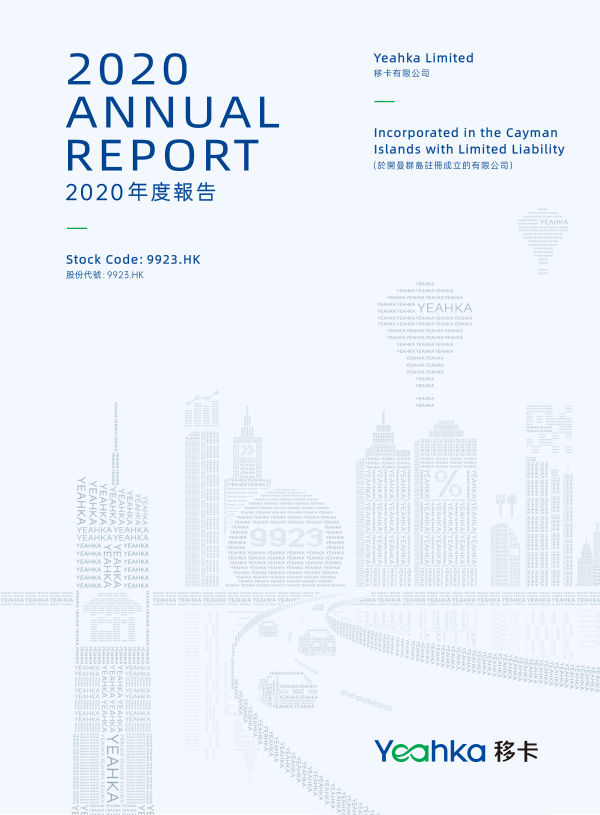 2020
ANNUAL
REPORT
2020年度報告
Stock Code: 9923.HK
股份代號: 9923.HK
Yeahka Limited
移卡有限公司
Incorporated in the Cayman
Islands with Limited Liability
(於開曼群島註冊成立的有限公司)
YEAHKA
YEAHKA
%
9923
Yeahka 移卡